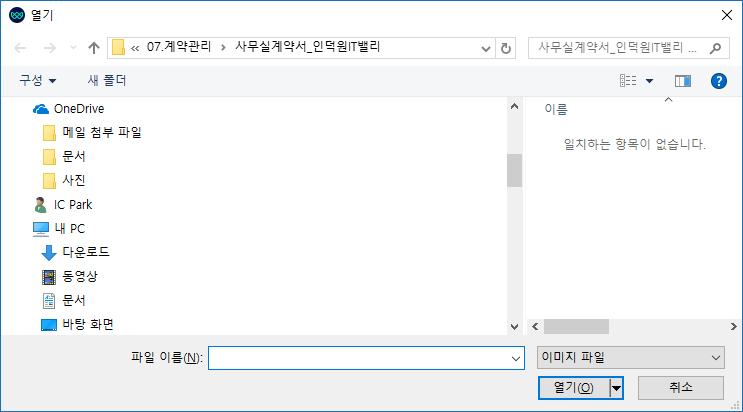 열기
« 07.계약관리 > 사무실계약서_인덕원IT밸리
사무실계약서_인덕원IT밸리 ...
구성
새 폴더
OneDrive
메일 첨부 파일
문서
사진
IC Park
내 PC
다운로드
동영상
문서
바탕 화면
이름
일치하는 항목이 없습니다.
파일 이름(N):
이미지 파일
열기(O)
취소